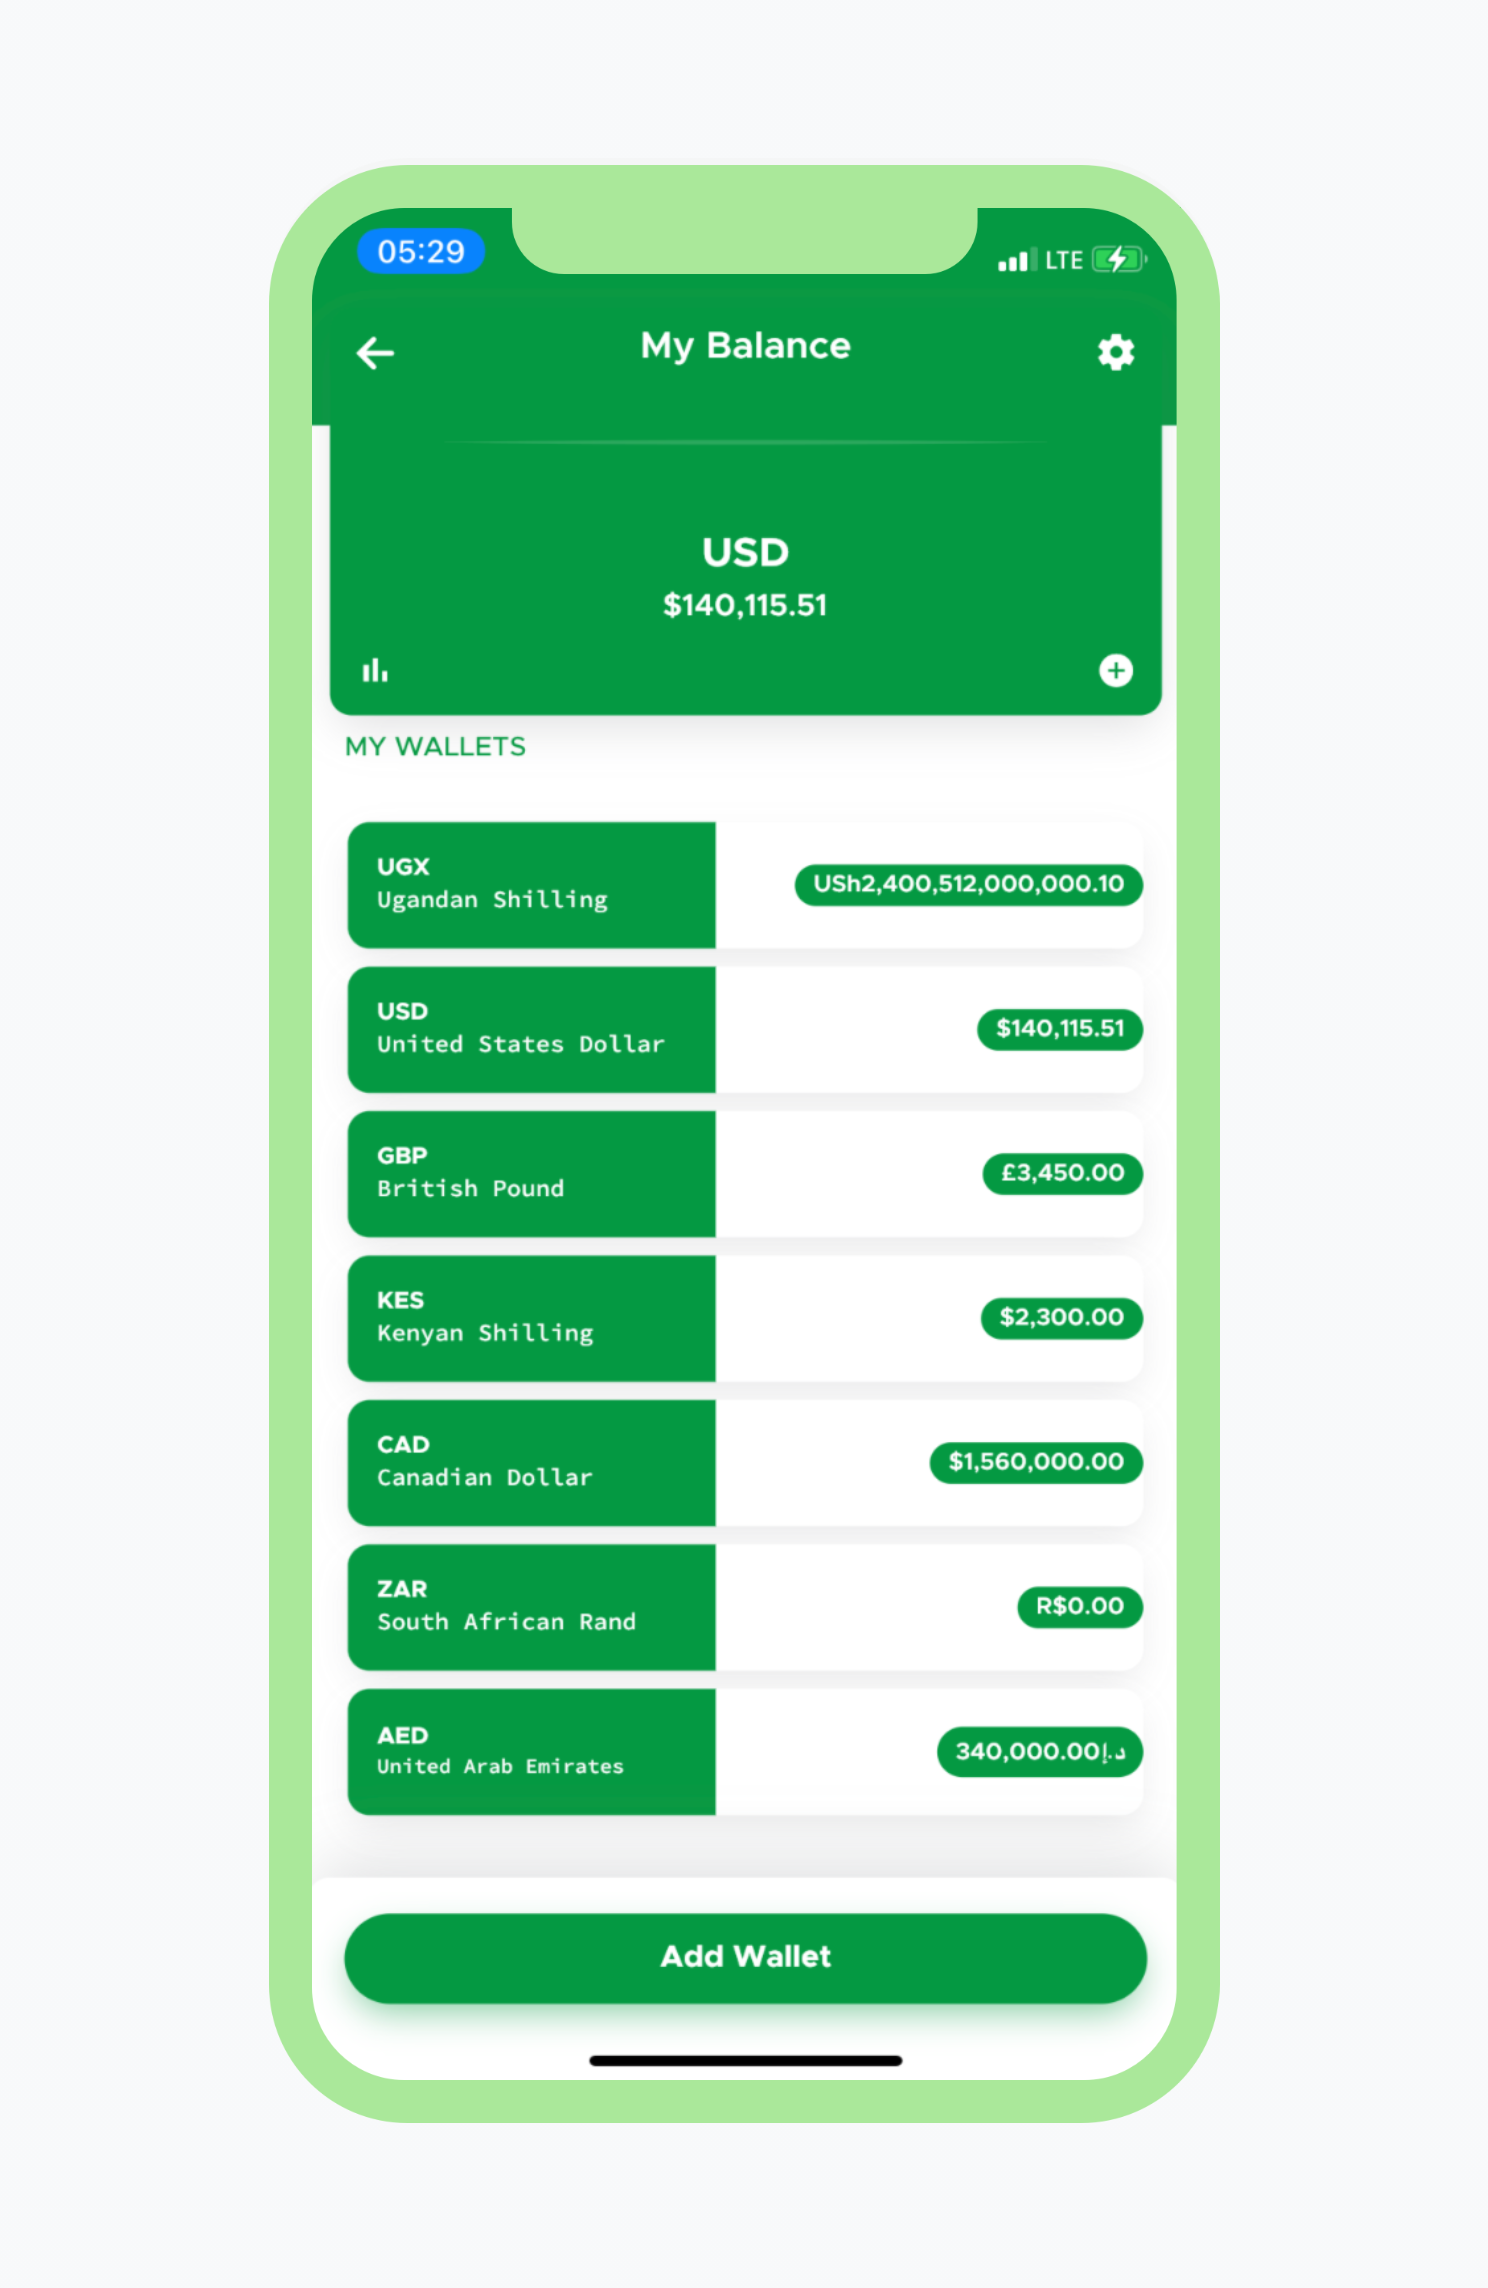 05:29
LTE
My Balance
USD
$140,115.51
MY WALLETS
UGX
Ugandan Shilling
USh2,400,512,000,000.10
USD
United States Dollar
$140,115.51
GBP
British Pound
£3,450.00
KES
Kenyan Shilling
$2,300.00
CAD
Canadian Dollar
$1,560,000.00
ZAR
South African Rand
R$0.00
AED
United Arab Emirates
340,000.00د.إ
Add Wallet